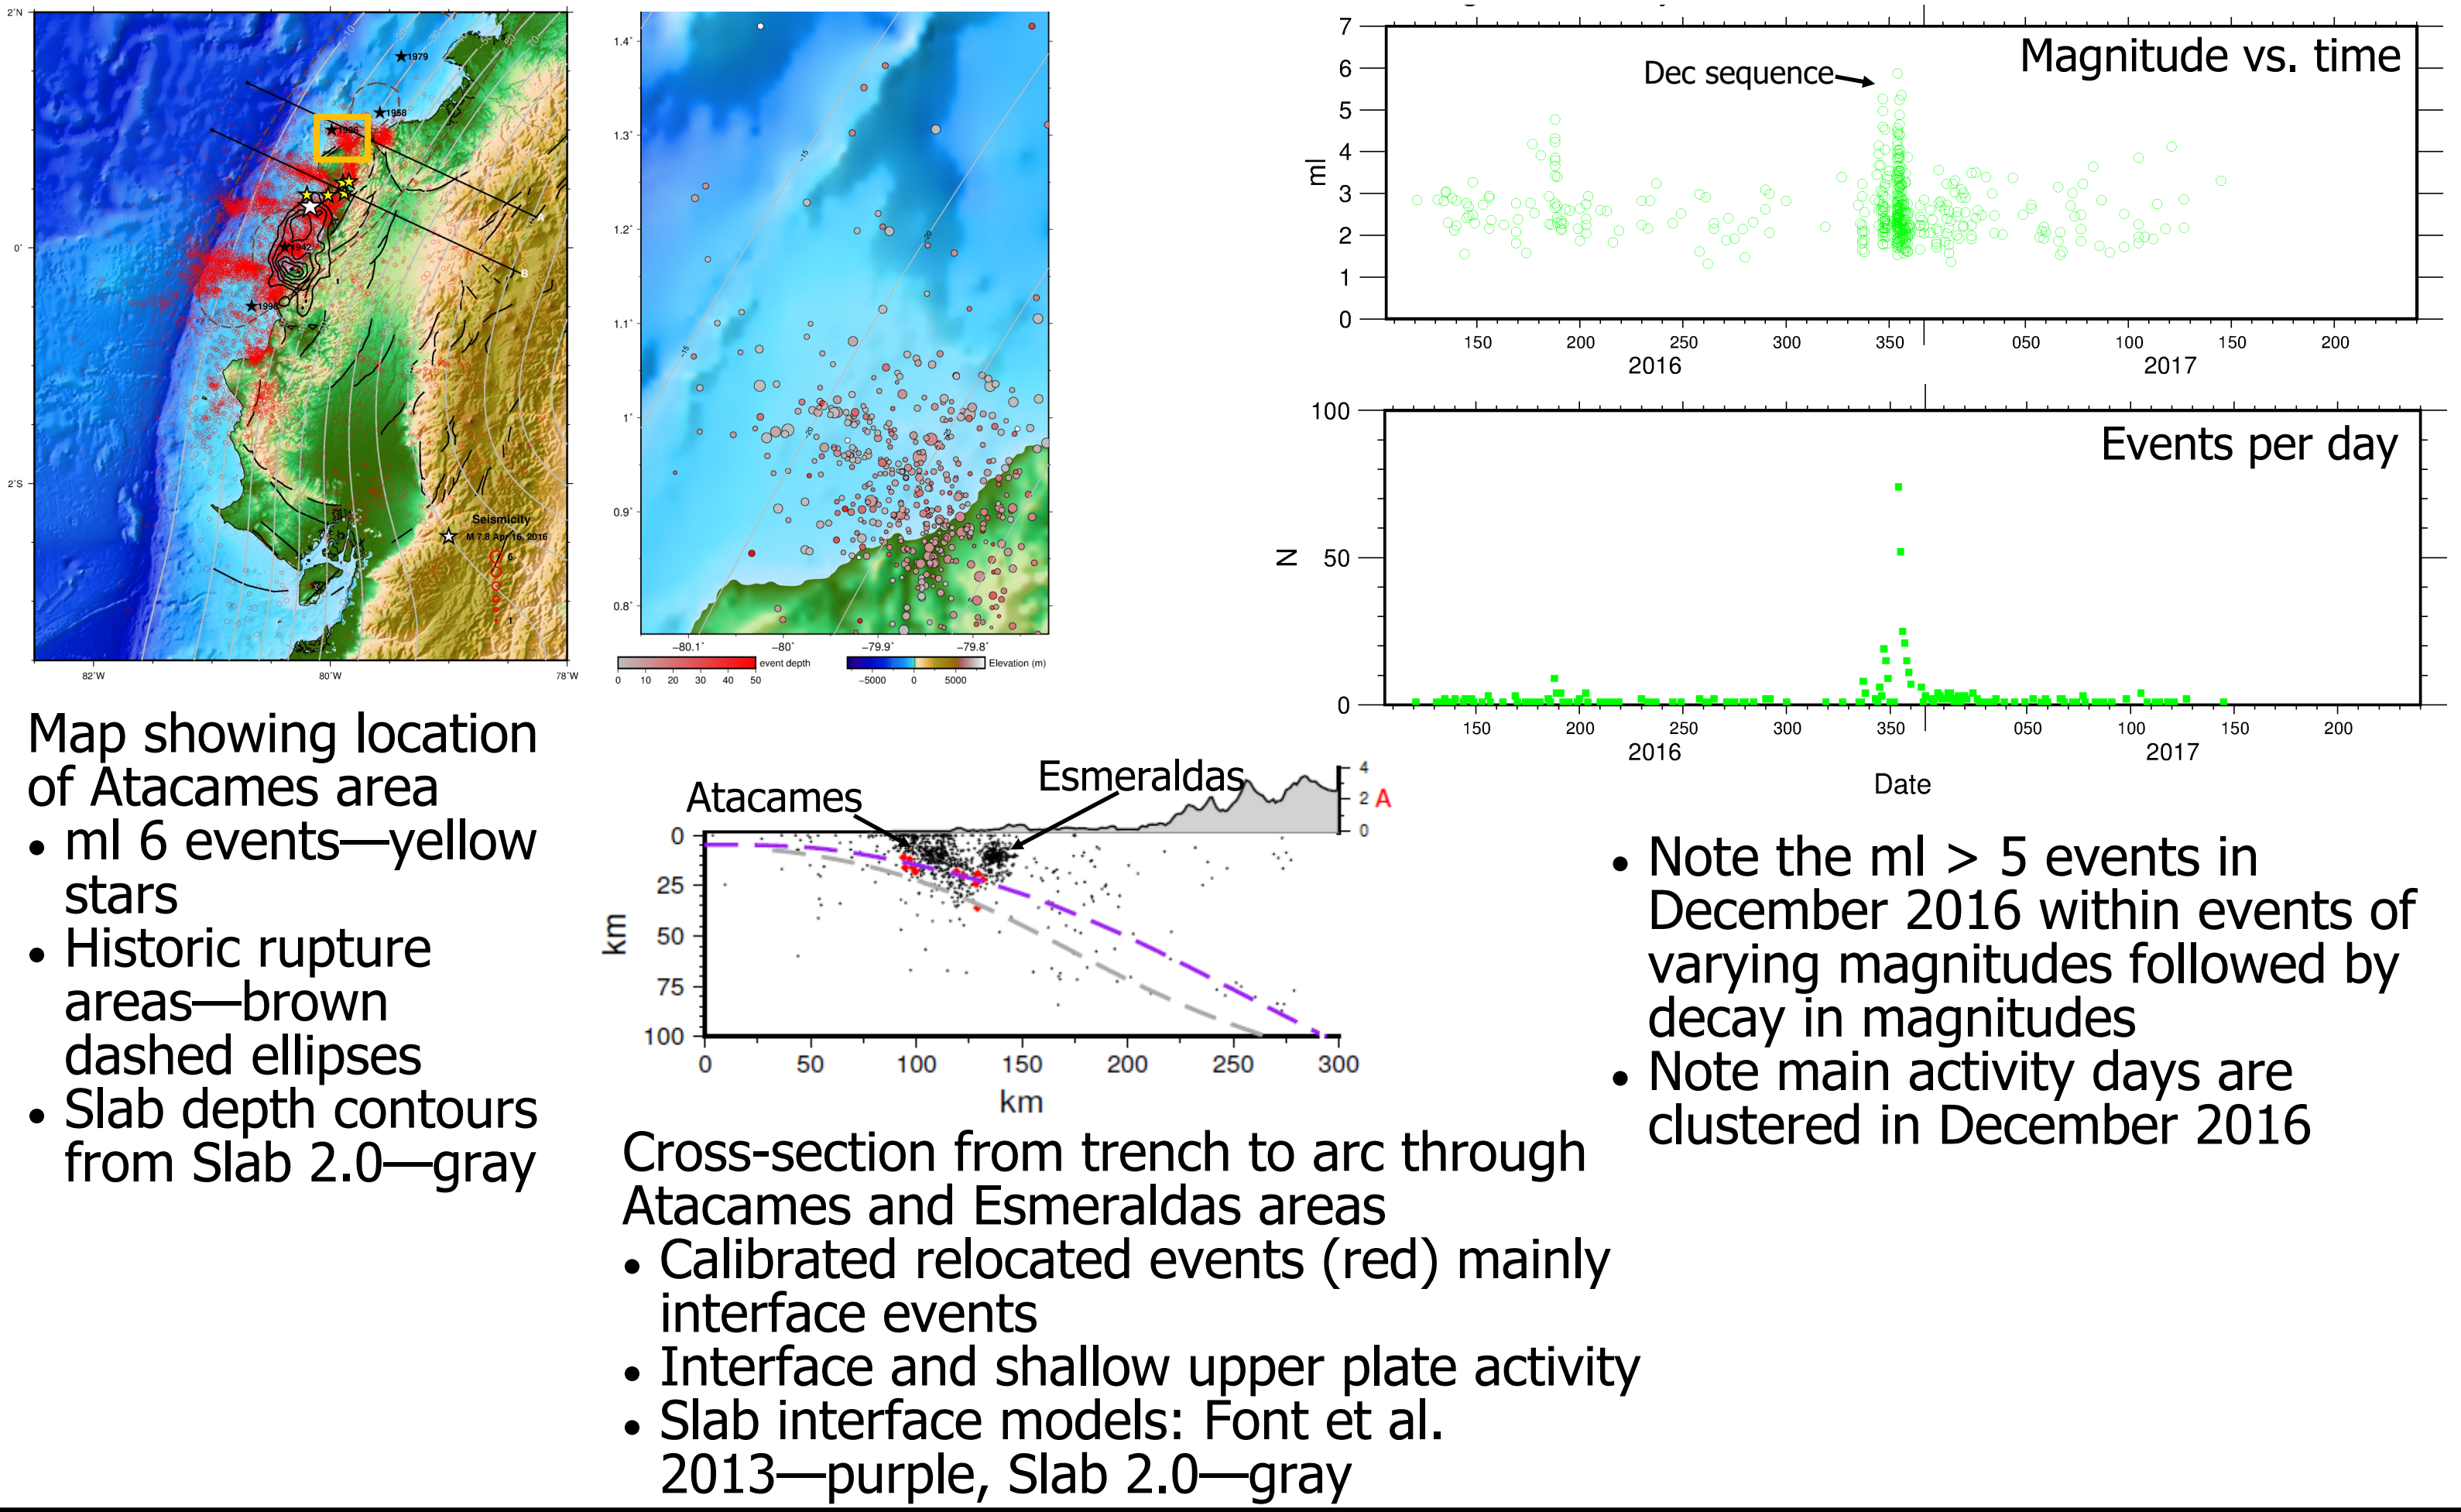 2°N
0°
2°S
82°W
80°W
78°W
1979
1958
1906
1942
1998
A
B
Seismicity
M 7.8 Apr 16, 2016
6
1
1.4°
1.3°
1.2°
1.1°
1°
0.9°
0.8°
−15
−15
−20
−20
−80.1°
−80°
−79.9°
−79.8°
event depth
0 10 20 30 40 50
Elevation (m)
−5000 0 5000
Magnitude vs. time
Dec sequence
ml
7
6
5
4
3
2
1
0
150 200 250 300 350 050 100 150 200
2016 2017
Events per day
N
100
50
0
150 200 250 300 350 050 100 150 200
2016 2017
Date
Map showing location
of Atacames area
• ml 6 events—yellow
stars
• Historic rupture
areas—brown
dashed ellipses
• Slab depth contours
from Slab 2.0—gray
Atacames
Esmeraldas
4
2 A
0
0
25
50
75
100
km
0 50 100 150 200 250 300
km
Cross-section from trench to arc through
Atacames and Esmeraldas areas
• Calibrated relocated events (red) mainly
interface events
• Interface and shallow upper plate activity
• Slab interface models: Font et al.
2013—purple, Slab 2.0—gray
• Note the ml > 5 events in
December 2016 within events of
varying magnitudes followed by
decay in magnitudes
• Note main activity days are
clustered in December 2016